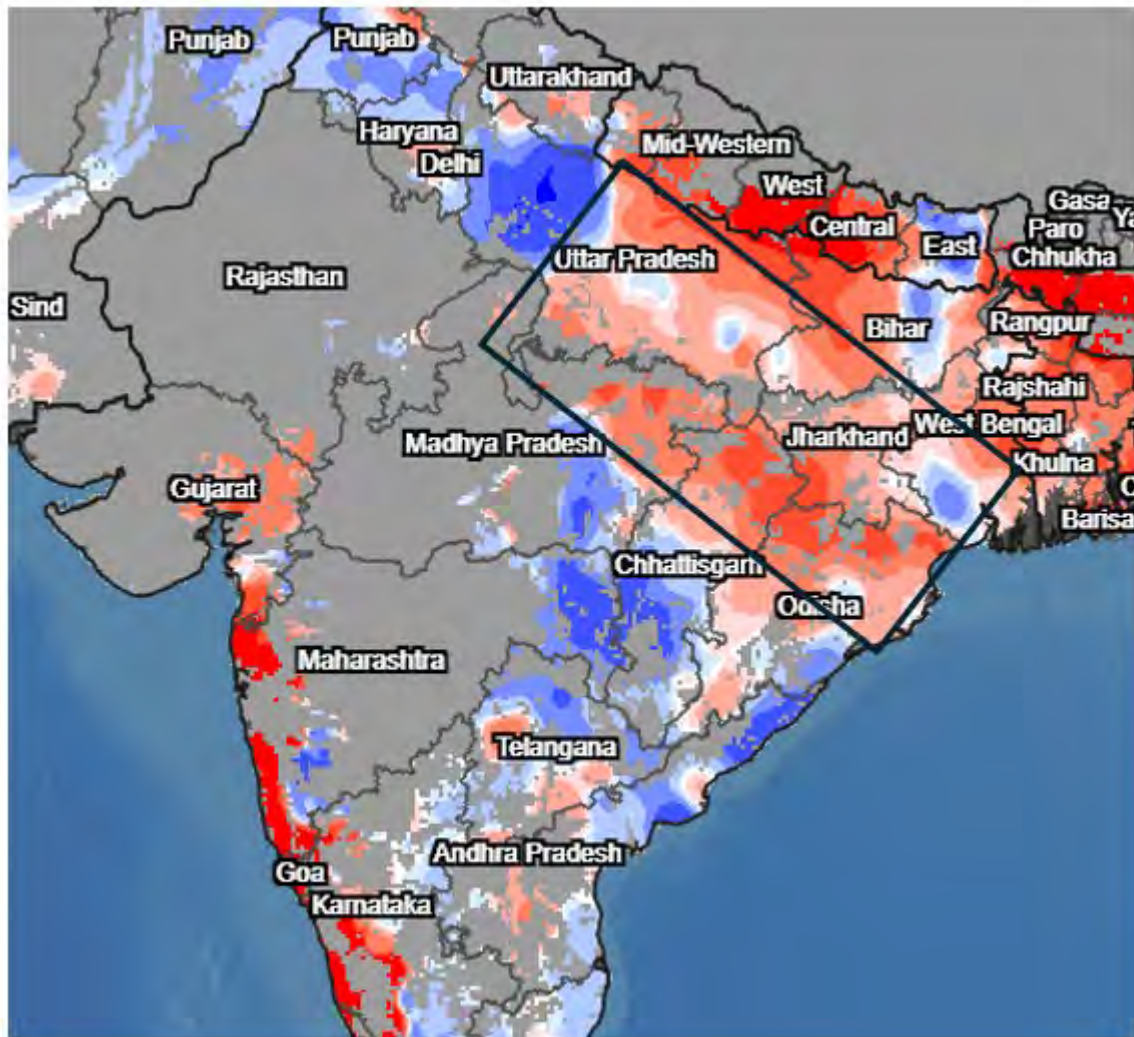 Punjab
Punjab
Uttarakhand
Haryana
Mid-Western
Delhi
West
Gasa
Ya
Central
Paro
East
Chhukha
Uttar Pradesh
Rajasthan
Sind
Bihar
Rangpur
Rajshahi
Madhya Pradesh
Jharkhand
West Bengal
Khulna
Gujarat
Barisa
Chhattisgarh
Odisha
Maharashtra
Telangana
Andhra Pradesh
Goa
Karnataka